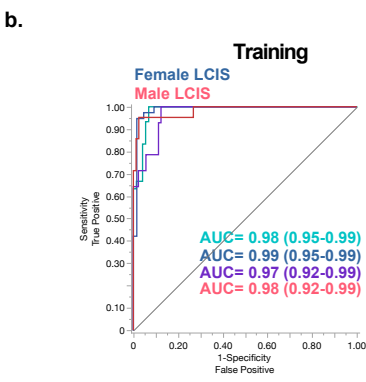 b.
Training
Female LCIS
Male LCIS
1.00
0.90
0.80
0.70
0.60
0.50
0.40
0.30
0.10
0
Sensitivity
True Positive
AUC= 0.98 (0.95-0.99)
AUC= 0.99 (0.95-0.99)
AUC= 0.97 (0.92-0.99)
AUC= 0.98 (0.92-0.99)
0 0.20 0.40 0.60 0.80 1.00
1-Specificity
False Positive